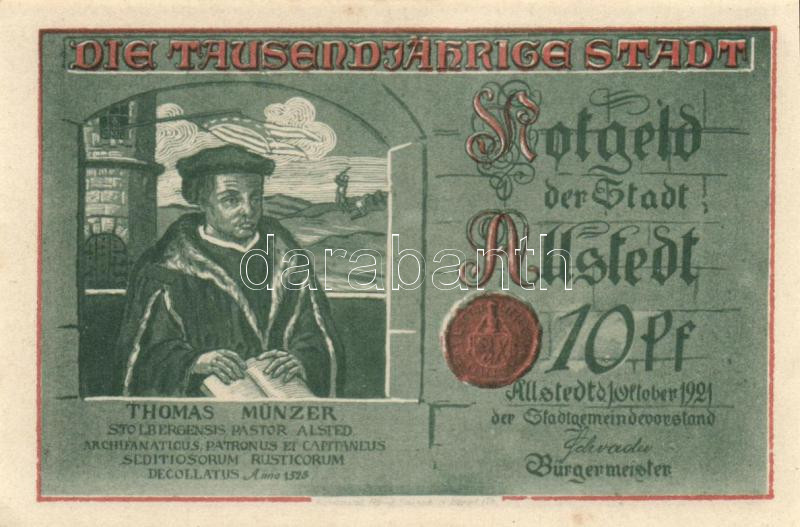 DIE TAUSENDJÄHRIGE STADT
Notgeld
der Stadt
Allstedt
10 Pf
Allstedt d. 1 Oktober 1921
der Stadtgemeindevorstand
Schrader
Bürgermeister
THOMAS MÜNZER
STOLBERGENSIS PASTOR ALSTED.
ARCHIFANATICUS, PATRONUS ET CAPITANEUS
SEDITIOSORUM RUSTICORUM
DECOLLATUS Anno 1525
darabanth